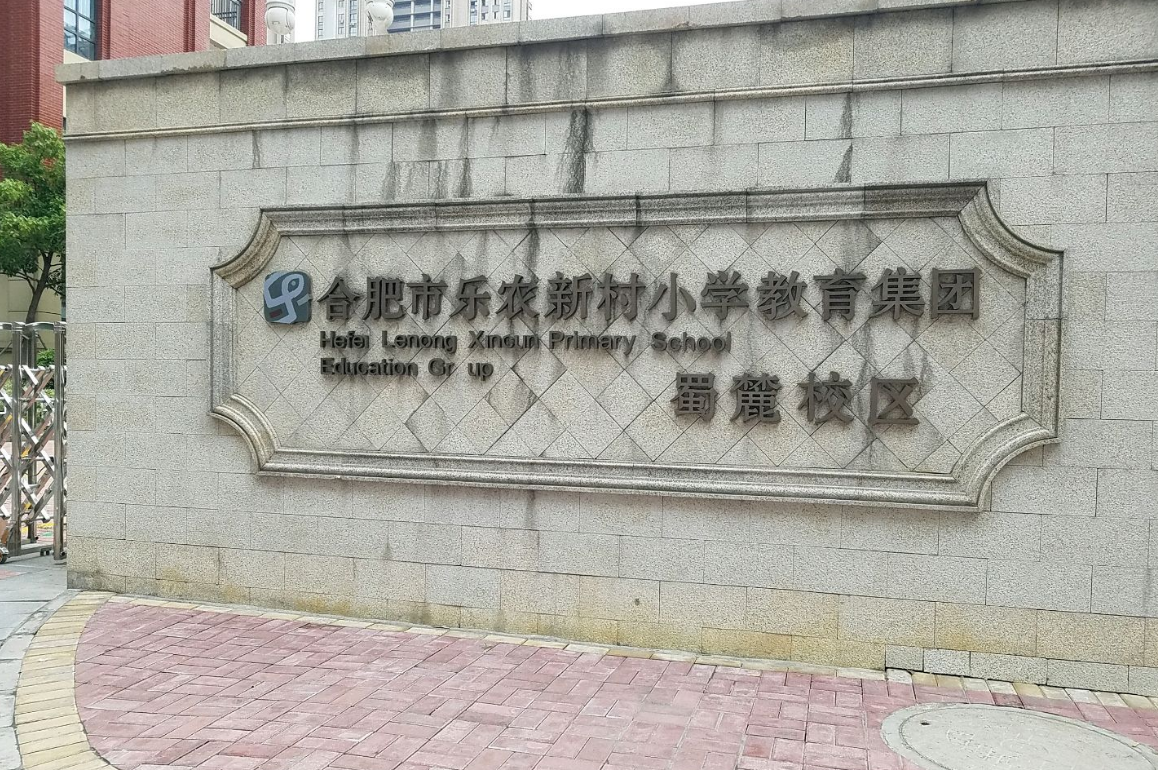 合肥市乐农新村小学教育集团
Hefei Lenong Xincun Primary School
Education Gr up
蜀麓校区